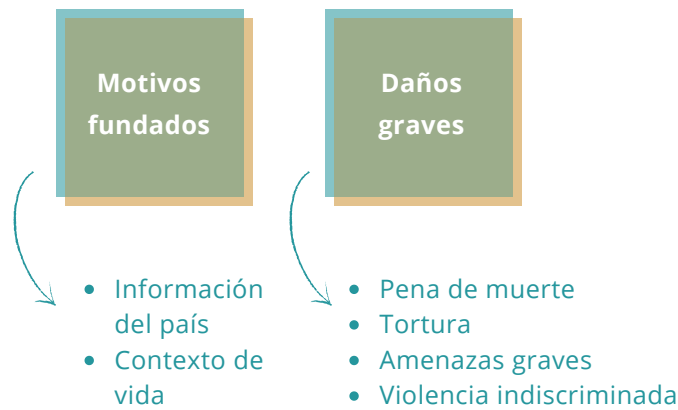 Motivos
fundados
Daños
graves
• Información
del país
• Contexto de
vida
• Pena de muerte
• Tortura
• Amenazas graves
• Violencia indiscriminada